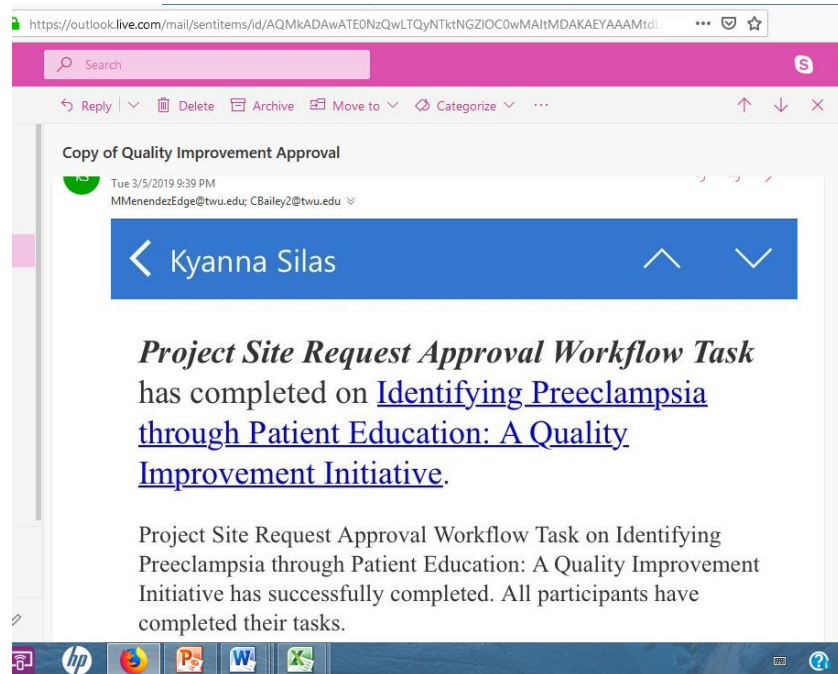 https://outlook.live.com/mail/sentitems/id/AQMkADAwATE0NzQwLTQyNTktNGZlOC0wMAItMDAKAEYAAAMtdL
Search
Reply Delete Archive Move to Categorize
Copy of Quality Improvement Approval
KS
Tue 3/5/2019 9:39 PM
MMenendezEdge@twu.edu; CBailey2@twu.edu
Kyanna Silas
Project Site Request Approval Workflow Task
has completed on Identifying Preeclampsia
through Patient Education: A Quality
Improvement Initiative.
Project Site Request Approval Workflow Task on Identifying
Preeclampsia through Patient Education: A Quality Improvement
Initiative has successfully completed. All participants have
completed their tasks.
hp